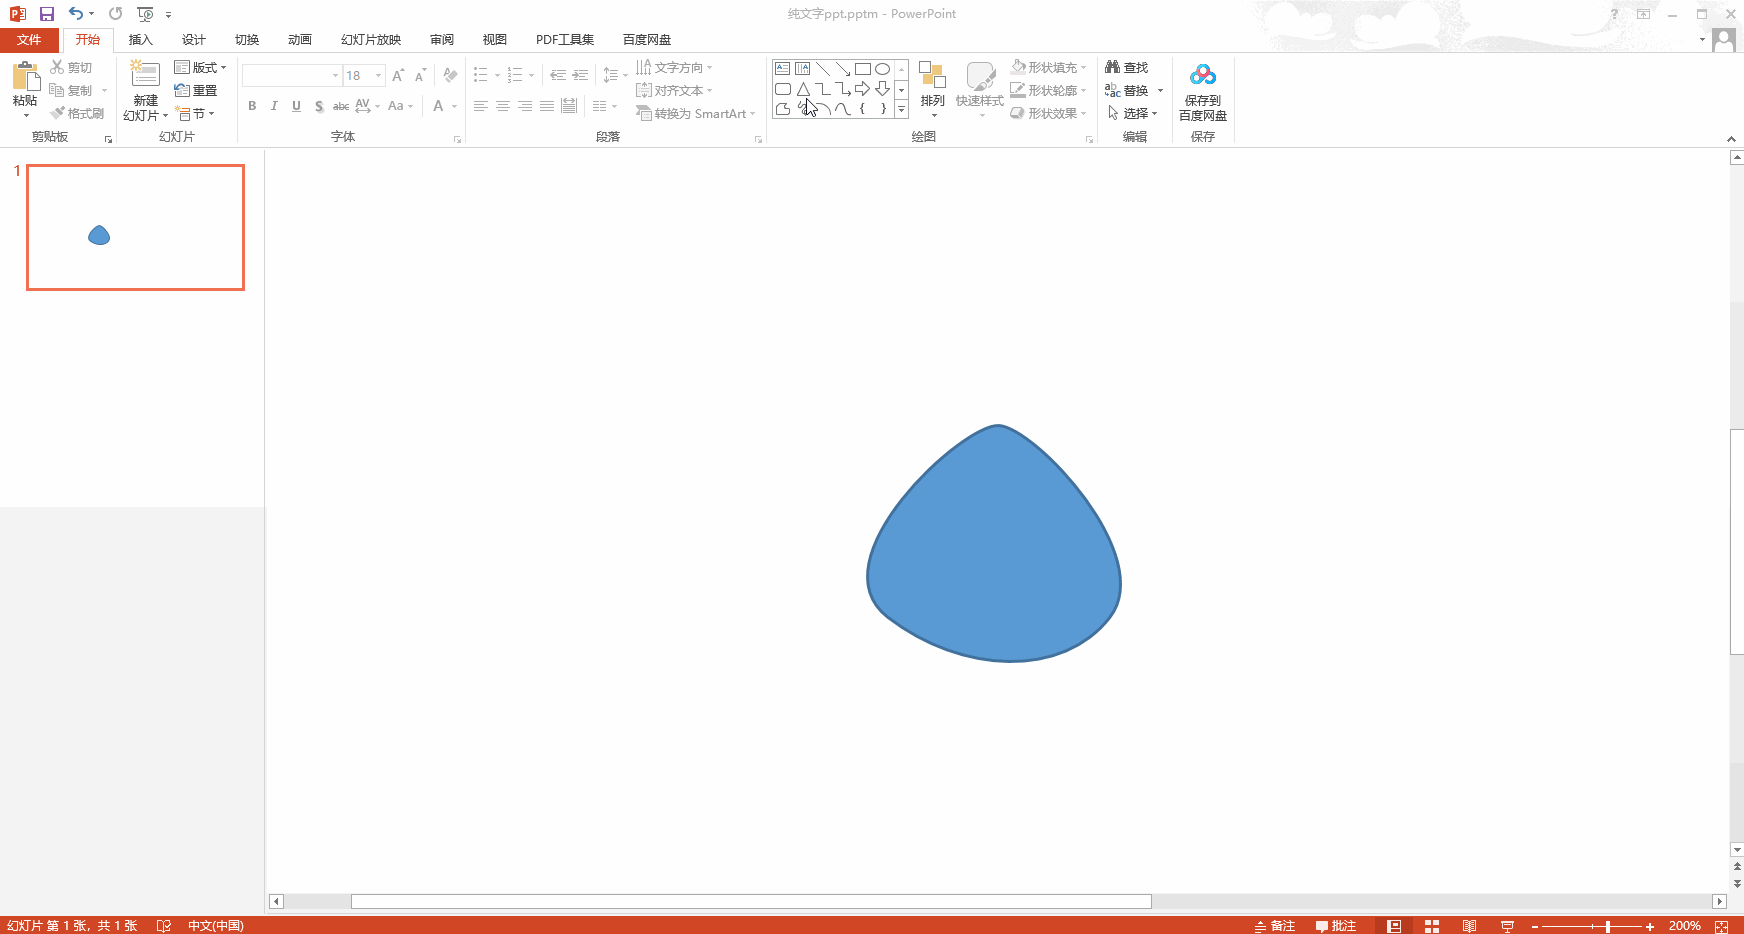 纯文字ppt.pptm - PowerPoint
文件 开始 插入 设计 切换 动画 幻灯片放映 审阅 视图 PDF工具集 百度网盘
粘贴 剪切 复制 格式刷 剪贴板
新建 幻灯片 版式 重置 节 幻灯片
18 A A
B I U S abc AV Aa A 字体
文字方向 对齐文本 转换为 SmartArt 段落
排列 快速样式 形状填充 形状轮廓 形状效果 绘图
查找 替换 选择 编辑
保存到 百度网盘 保存
1
幻灯片 第 1 张，共 1 张 中文(中国) 备注 批注 200%